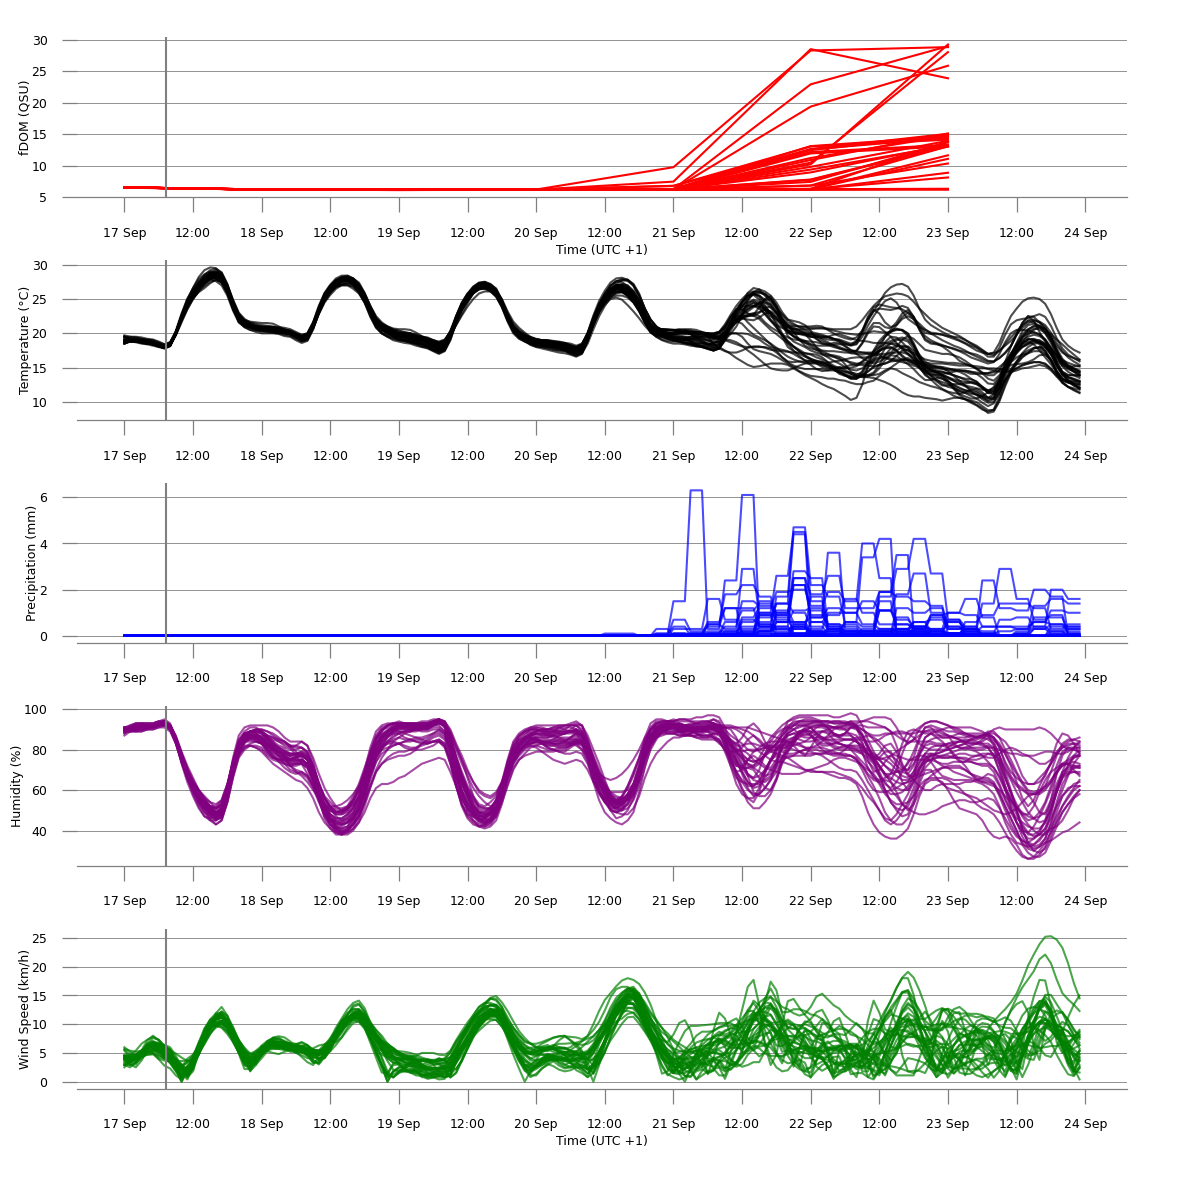 30
25
20
15
10
5
fDOM (QSU)
17 Sep 12:00 18 Sep 12:00 19 Sep 12:00 20 Sep 12:00 21 Sep 12:00 22 Sep 12:00 23 Sep 12:00 24 Sep
Time (UTC +1)
30
25
20
15
10
Temperature (°C)
17 Sep 12:00 18 Sep 12:00 19 Sep 12:00 20 Sep 12:00 21 Sep 12:00 22 Sep 12:00 23 Sep 12:00 24 Sep
6
4
2
0
Precipitation (mm)
17 Sep 12:00 18 Sep 12:00 19 Sep 12:00 20 Sep 12:00 21 Sep 12:00 22 Sep 12:00 23 Sep 12:00 24 Sep
100
80
60
40
Humidity (%)
17 Sep 12:00 18 Sep 12:00 19 Sep 12:00 20 Sep 12:00 21 Sep 12:00 22 Sep 12:00 23 Sep 12:00 24 Sep
25
20
15
10
5
0
Wind Speed (km/h)
17 Sep 12:00 18 Sep 12:00 19 Sep 12:00 20 Sep 12:00 21 Sep 12:00 22 Sep 12:00 23 Sep 12:00 24 Sep
Time (UTC +1)